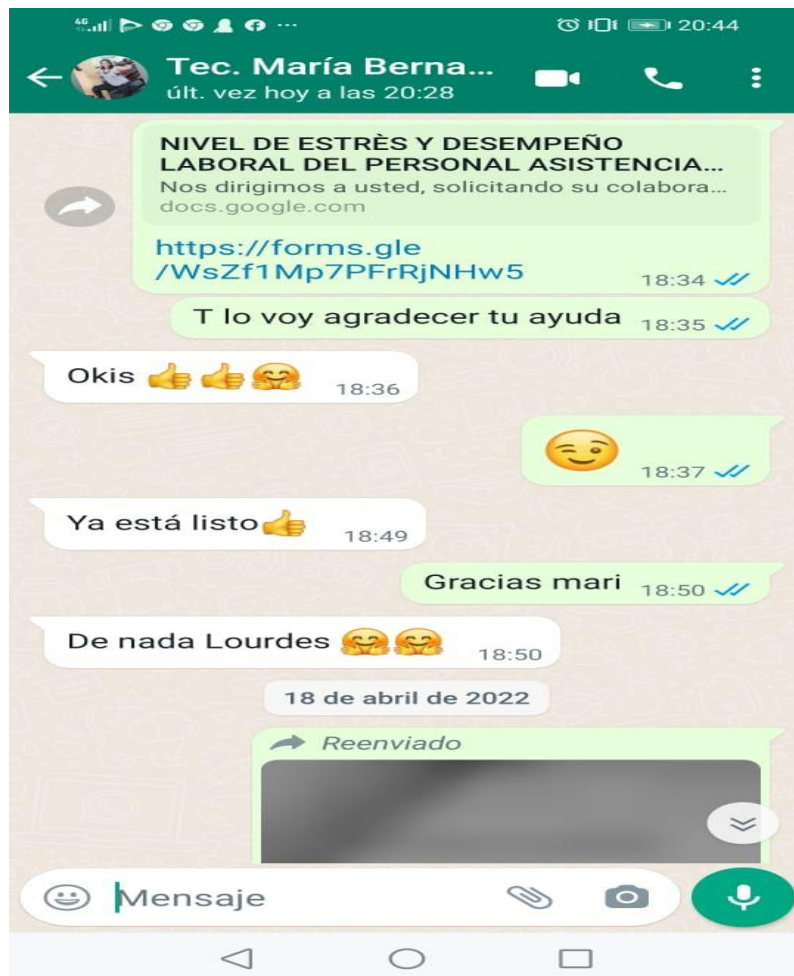 4G 20:44
Tec. María Berna...
últ. vez hoy a las 20:28
NIVEL DE ESTRÈS Y DESEMPEÑO
LABORAL DEL PERSONAL ASISTENCIA...
Nos dirigimos a usted, solicitando su colabora...
docs.google.com
https://forms.gle
/WsZf1Mp7PFrRjNHw5 18:34
T lo voy agradecer tu ayuda 18:35
Okis 👍👍🤗 18:36
😉 18:37
Ya está listo👍 18:49
Gracias mari 18:50
De nada Lourdes 🤗🤗 18:50
18 de abril de 2022
Reenviado
Mensaje